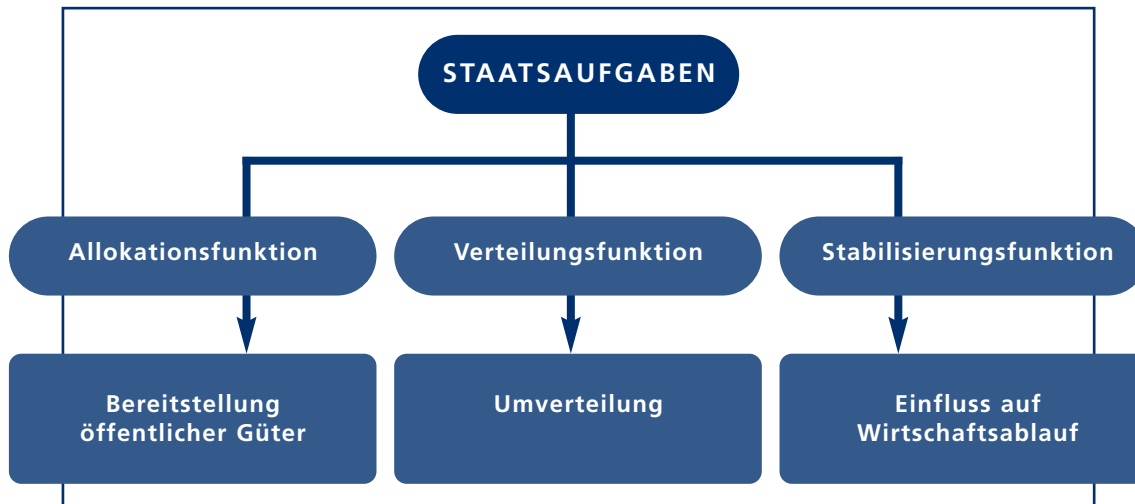 STAATSAUFGABEN
Allokationsfunktion
Verteilungsfunktion
Stabilisierungsfunktion
Bereitstellung
öffentlicher Güter
Umverteilung
Einfluss auf
Wirtschaftsablauf